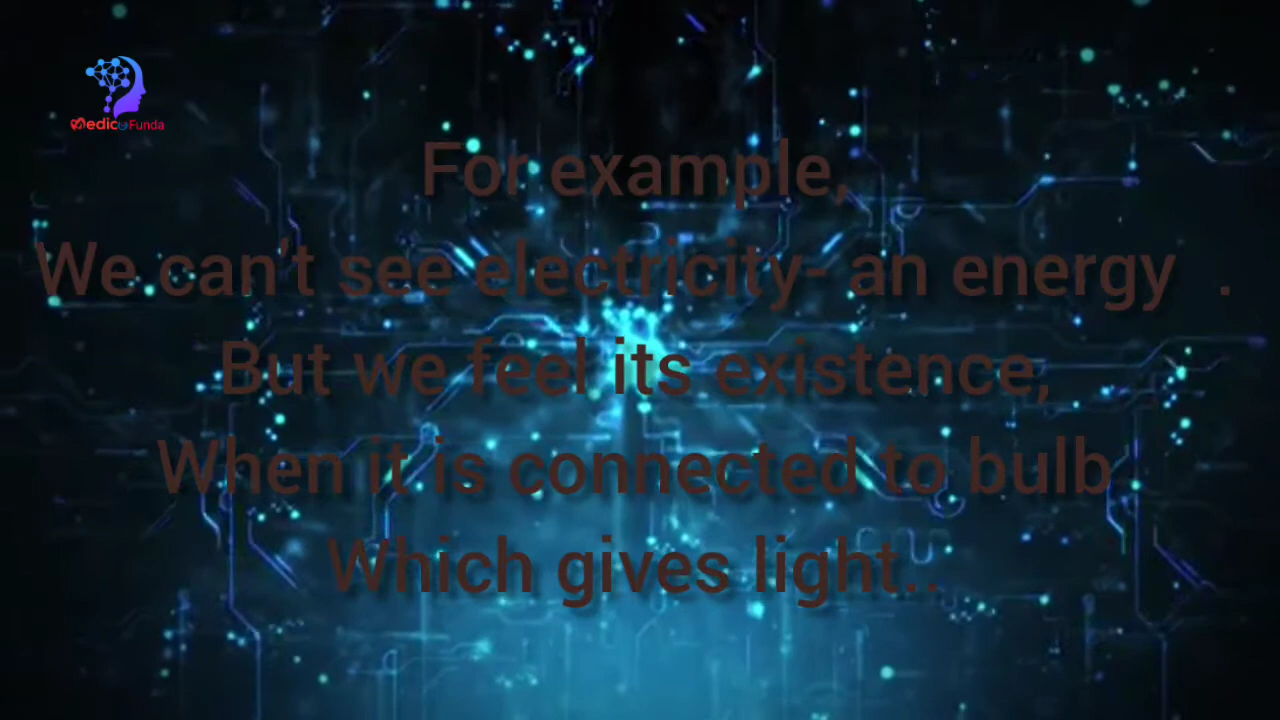 MedicoFunda
For example,
We can't see electricity- an energy .
But we feel its existence,
When it is connected to bulb
Which gives light..